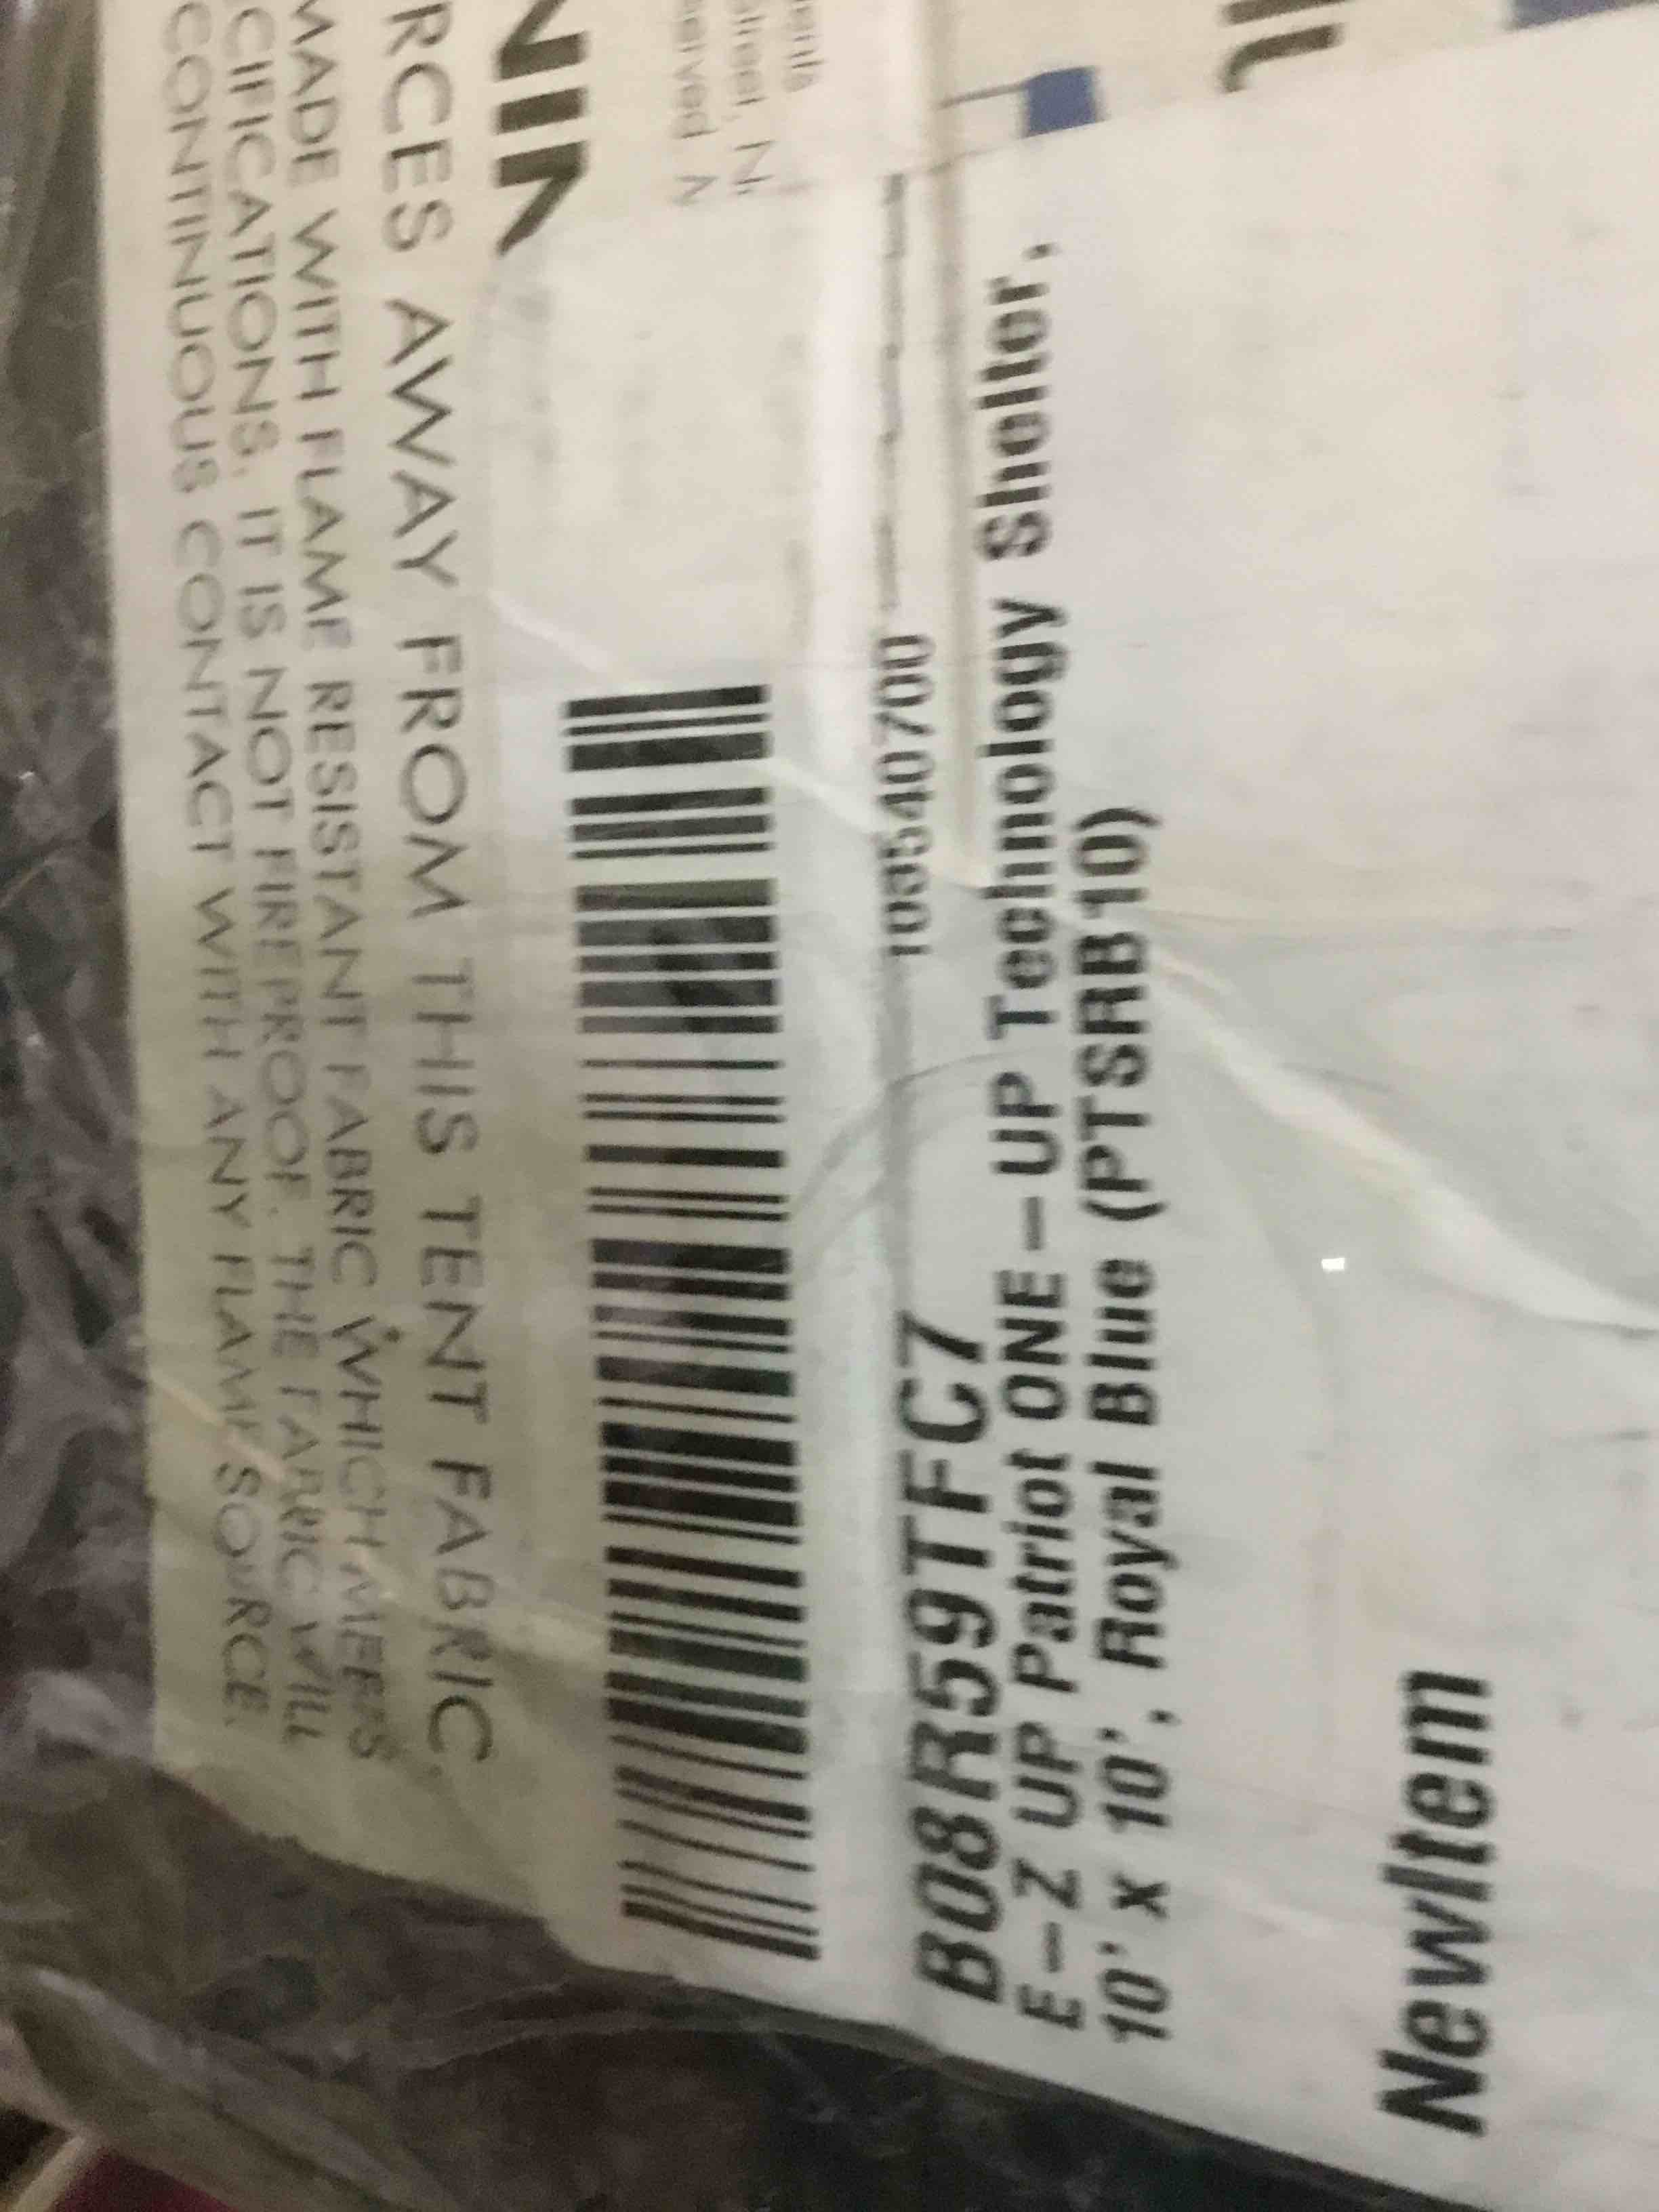 B08R59TFC7
103540700
E-Z UP Patriot ONE-UP Technology Shelter,
10' x 10', Royal Blue (PTSRB10)
NewItem
RCES AWAY FROM THIS TENT FABRIC
MADE WITH FLAME RESISTANT FABRIC WHICH MEETS
CIFICATIONS. IT IS NOT FIREPROOF. THE FABRIC WILL
CONTINUOUS CONTACT WITH ANY FLAME SOURCE.